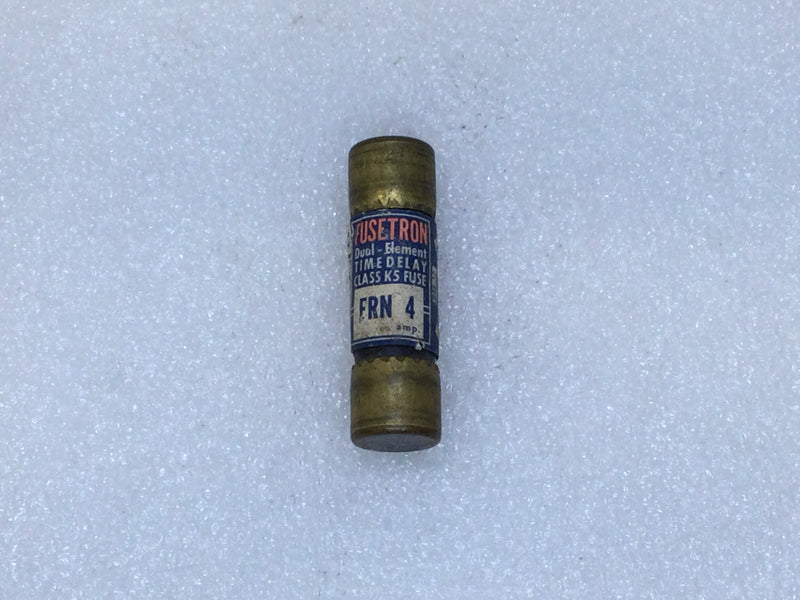 FUSETRON
Dual-Element
TIME DELAY
CLASS K5 FUSE
FRN 4
amp.